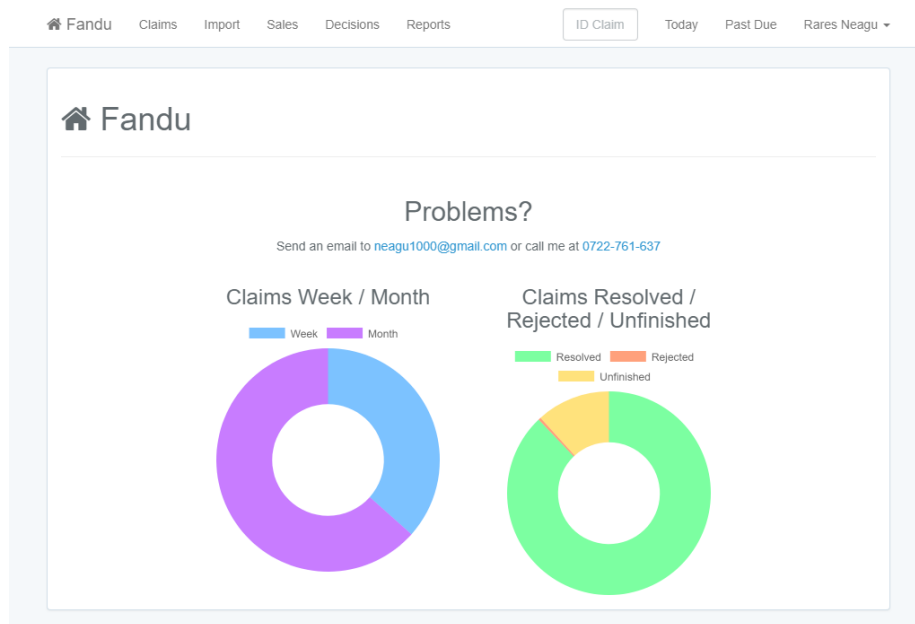 Fandu Claims Import Sales Decisions Reports ID Claim Today Past Due Rares Neagu
Fandu
Problems?
Send an email to neagu1000@gmail.com or call me at 0722-761-637
Claims Week / Month
Week Month
Claims Resolved /
Rejected / Unfinished
Resolved Rejected
Unfinished